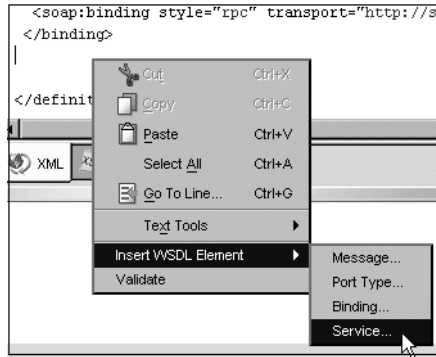 <soap:binding style="rpc" transport="http://s
</binding>
</definit
Cut Ctrl+X
Copy Ctrl+C
Paste Ctrl+V
Select All Ctrl+A
Go To Line... Ctrl+G
Text Tools
Insert WSDL Element
Validate
XML
Message...
Port Type...
Binding...
Service...